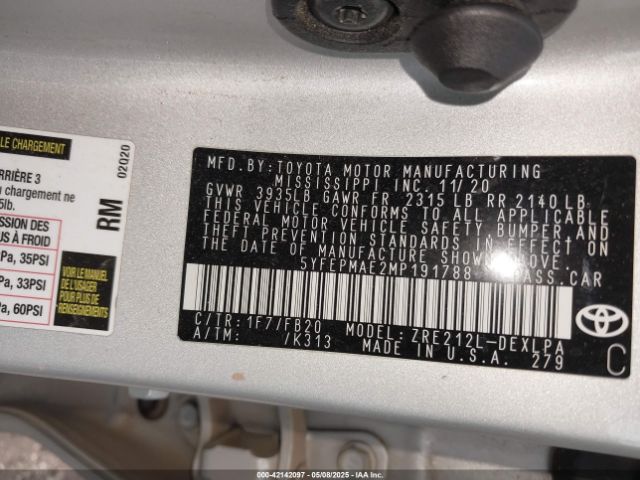 LE CHARGEMENT
RRIÈRE 3
u chargement ne
5lb.
SSION DES
US À FROID
Pa, 35PSI
Pa, 33PSI
Pa, 60PSI
VOIR LE MANUEL
DE L'USAGER
POUR PLUS DE
RENSEIGNEMENTS
02020
RM
MFD.BY:TOYOTA MOTOR MANUFACTURING
MISSISSIPPI INC. 11/20
GVWR 3935LB GAWR FR 2315 LB RR 2140 LB
THIS VEHICLE CONFORMS TO ALL APPLICABLE
FEDERAL MOTOR VEHICLE SAFETY, BUMPER AND
THEFT PREVENTION STANDARDS IN EFFECT ON
THE DATE OF MANUFACTURE SHOWN ABOVE.
5YFEPMAE2MP191788 PASS.CAR
C/TR:1F7/FB20 MODEL:ZRE212L-DEXLPA
A/TM: /K313 MADE IN U.S.A. 279
TOYOTA
C
000-42142097 - 05/08/2025 - IAA Inc.